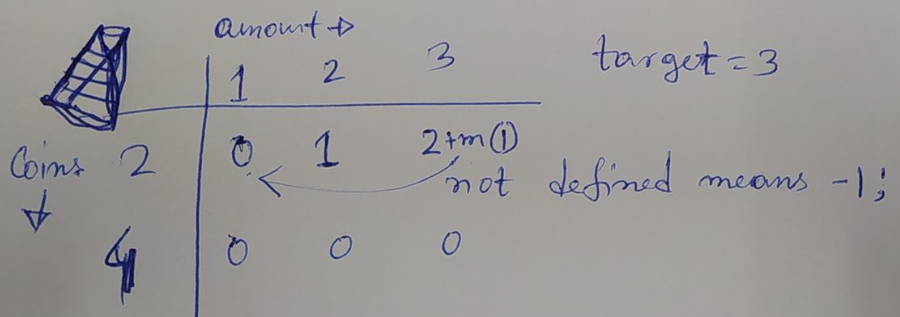 amount →
1 2 3 target = 3
Coins 2 0 1 2+m(1)
not defined means -1;
↓
4 0 0 0